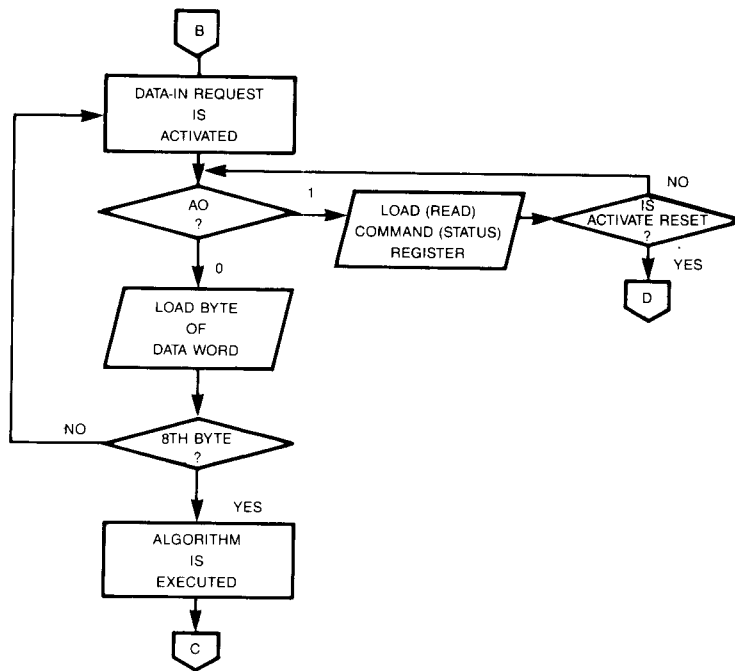 B
DATA-IN REQUEST
IS
ACTIVATED
NO
AO
?
1
LOAD (READ)
COMMAND (STATUS)
REGISTER
IS
ACTIVATE RESET
?
YES
D
0
LOAD BYTE
OF
DATA WORD
NO
8TH BYTE
?
YES
ALGORITHM
IS
EXECUTED
C